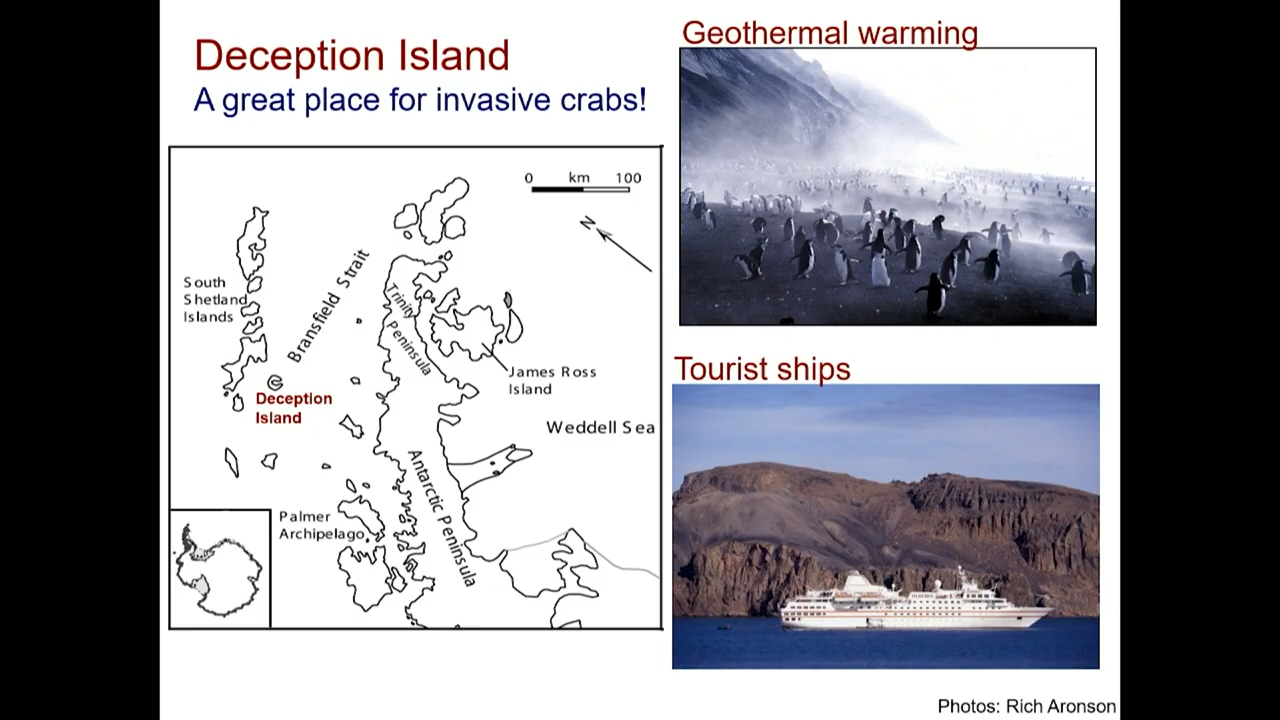 Deception Island
A great place for invasive crabs!
Geothermal warming
0 km 100
N
South
Shetland
Islands
Bransfield Strait
Trinity
Peninsula
James Ross
Island
Deception
Island
Weddell Sea
Antarctic Peninsula
Palmer
Archipelago
Tourist ships
Photos: Rich Aronson